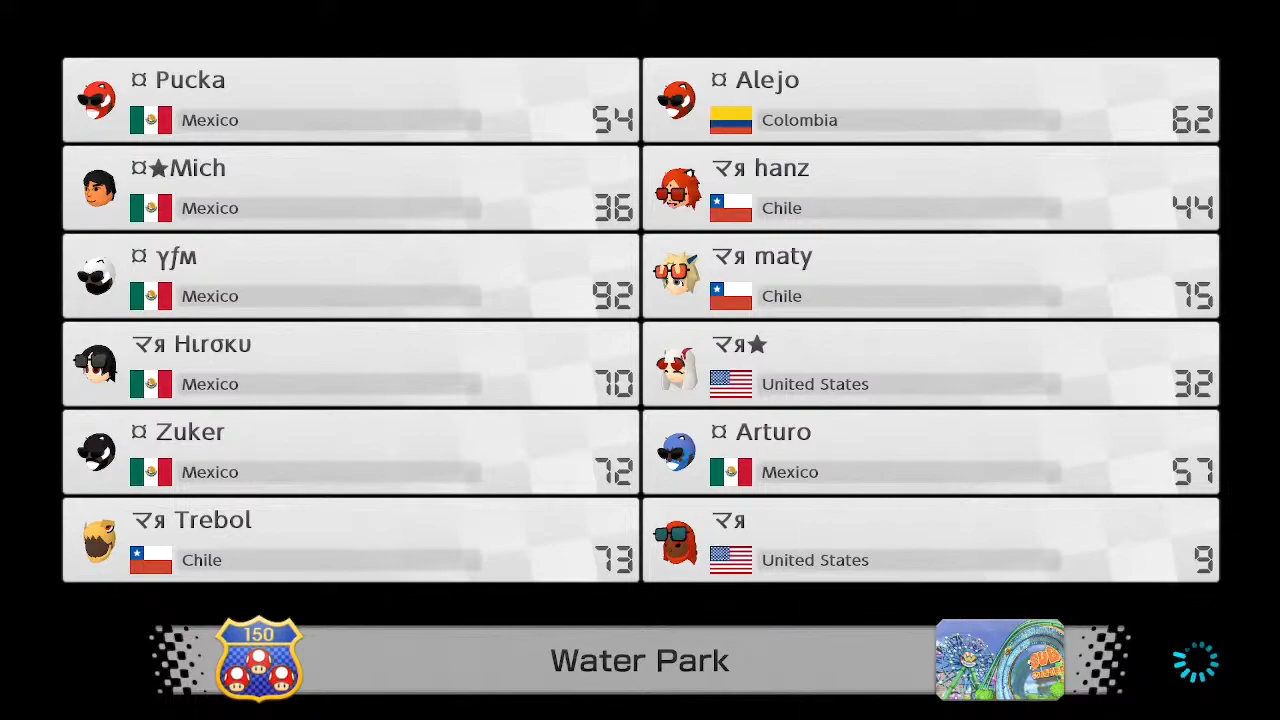 ¤ Pucka
Mexico
54
¤★Mich
Mexico
36
¤ γƒм
Mexico
92
マя Hιrσκυ
Mexico
70
¤ Zuker
Mexico
72
マя Trebol
Chile
73
¤ Alejo
Colombia
62
マя hanz
Chile
44
マя maty
Chile
75
マя★
United States
32
¤ Arturo
Mexico
57
マя
United States
9
150
Water Park